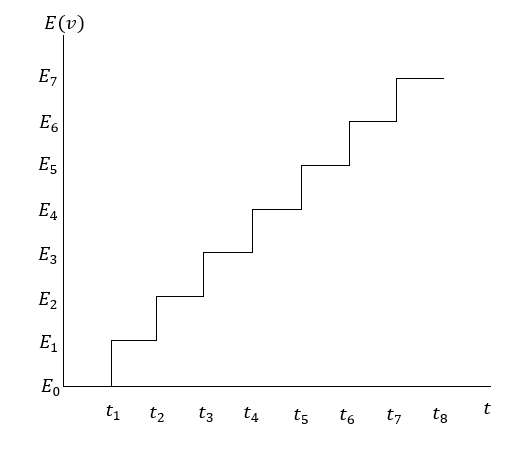 E(v)
E₇
E₆
E₅
E₄
E₃
E₂
E₁
E₀
t₁ t₂ t₃ t₄ t₅ t₆ t₇ t₈ t